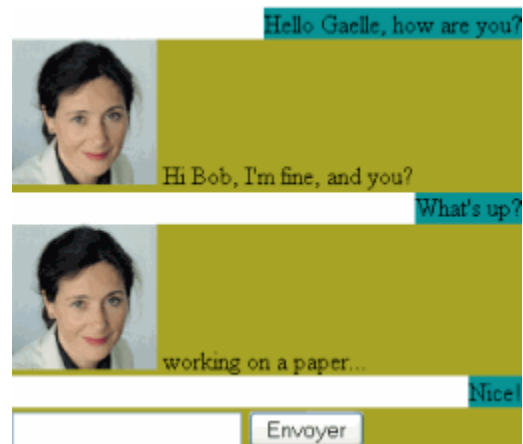 Hello Gaelle, how are you?
Hi Bob, I'm fine, and you?
What's up?
working on a paper...
Nice!
Envoyer